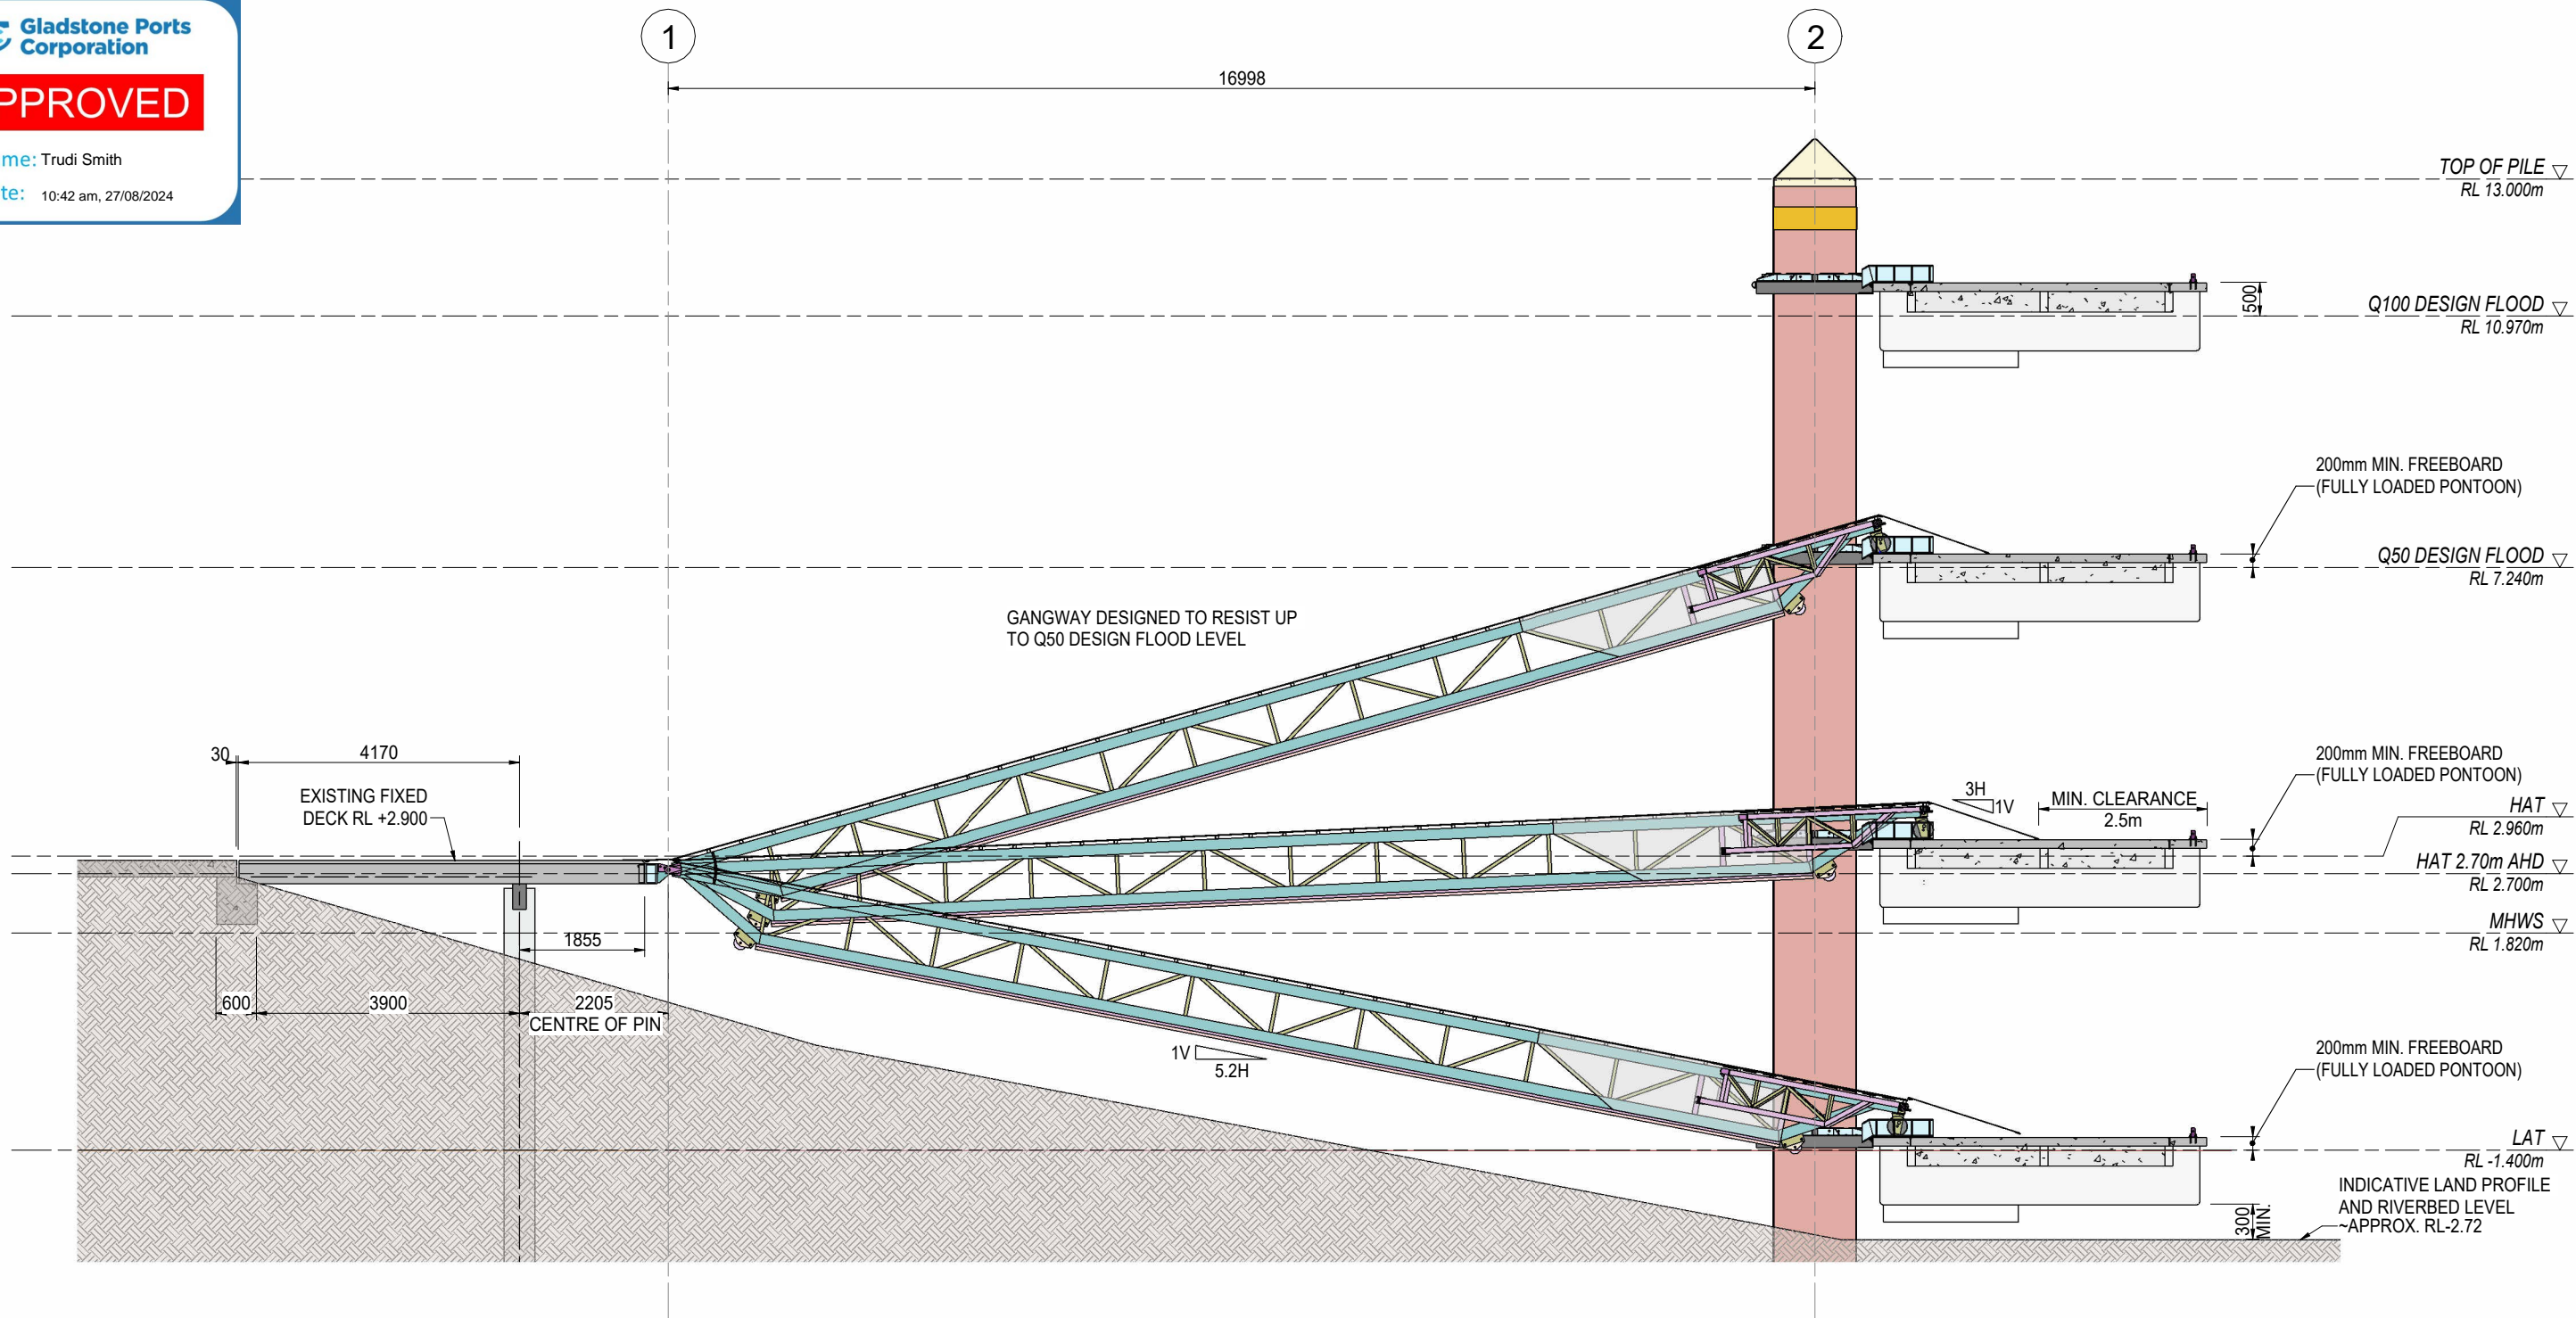 Gladstone Ports
Corporation
PPROVED
me: Trudi Smith
te: 10:42 am, 27/08/2024
1
2
16998
TOP OF PILE
RL 13.000m
500
Q100 DESIGN FLOOD
RL 10.970m
200mm MIN. FREEBOARD
(FULLY LOADED PONTOON)
Q50 DESIGN FLOOD
RL 7.240m
GANGWAY DESIGNED TO RESIST UP
TO Q50 DESIGN FLOOD LEVEL
30
4170
EXISTING FIXED
DECK RL +2.900
200mm MIN. FREEBOARD
(FULLY LOADED PONTOON)
3H
1V
MIN. CLEARANCE
2.5m
HAT
RL 2.960m
HAT 2.70m AHD
RL 2.700m
MHWS
RL 1.820m
1855
600
3900
2205
CENTRE OF PIN
1V
5.2H
200mm MIN. FREEBOARD
(FULLY LOADED PONTOON)
LAT
RL -1.400m
300
MIN.
INDICATIVE LAND PROFILE
AND RIVERBED LEVEL
~APPROX. RL-2.72